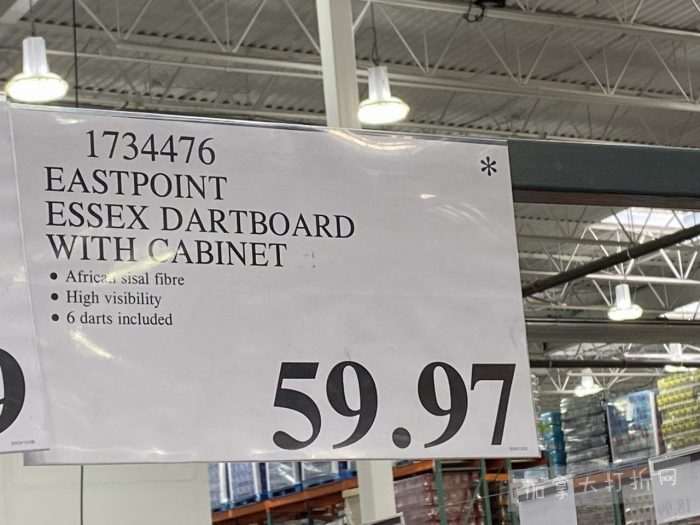 1734476
*
EASTPOINT
ESSEX DARTBOARD
WITH CABINET
• African sisal fibre
• High visibility
• 6 darts included
59.97
9
加拿大打折网